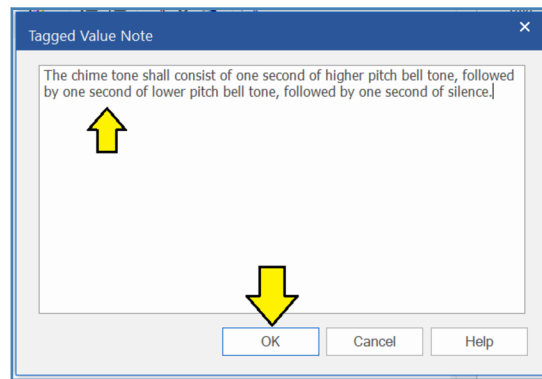 Tagged Value Note
The chime tone shall consist of one second of higher pitch bell tone, followed
by one second of lower pitch bell tone, followed by one second of silence.
OK Cancel Help